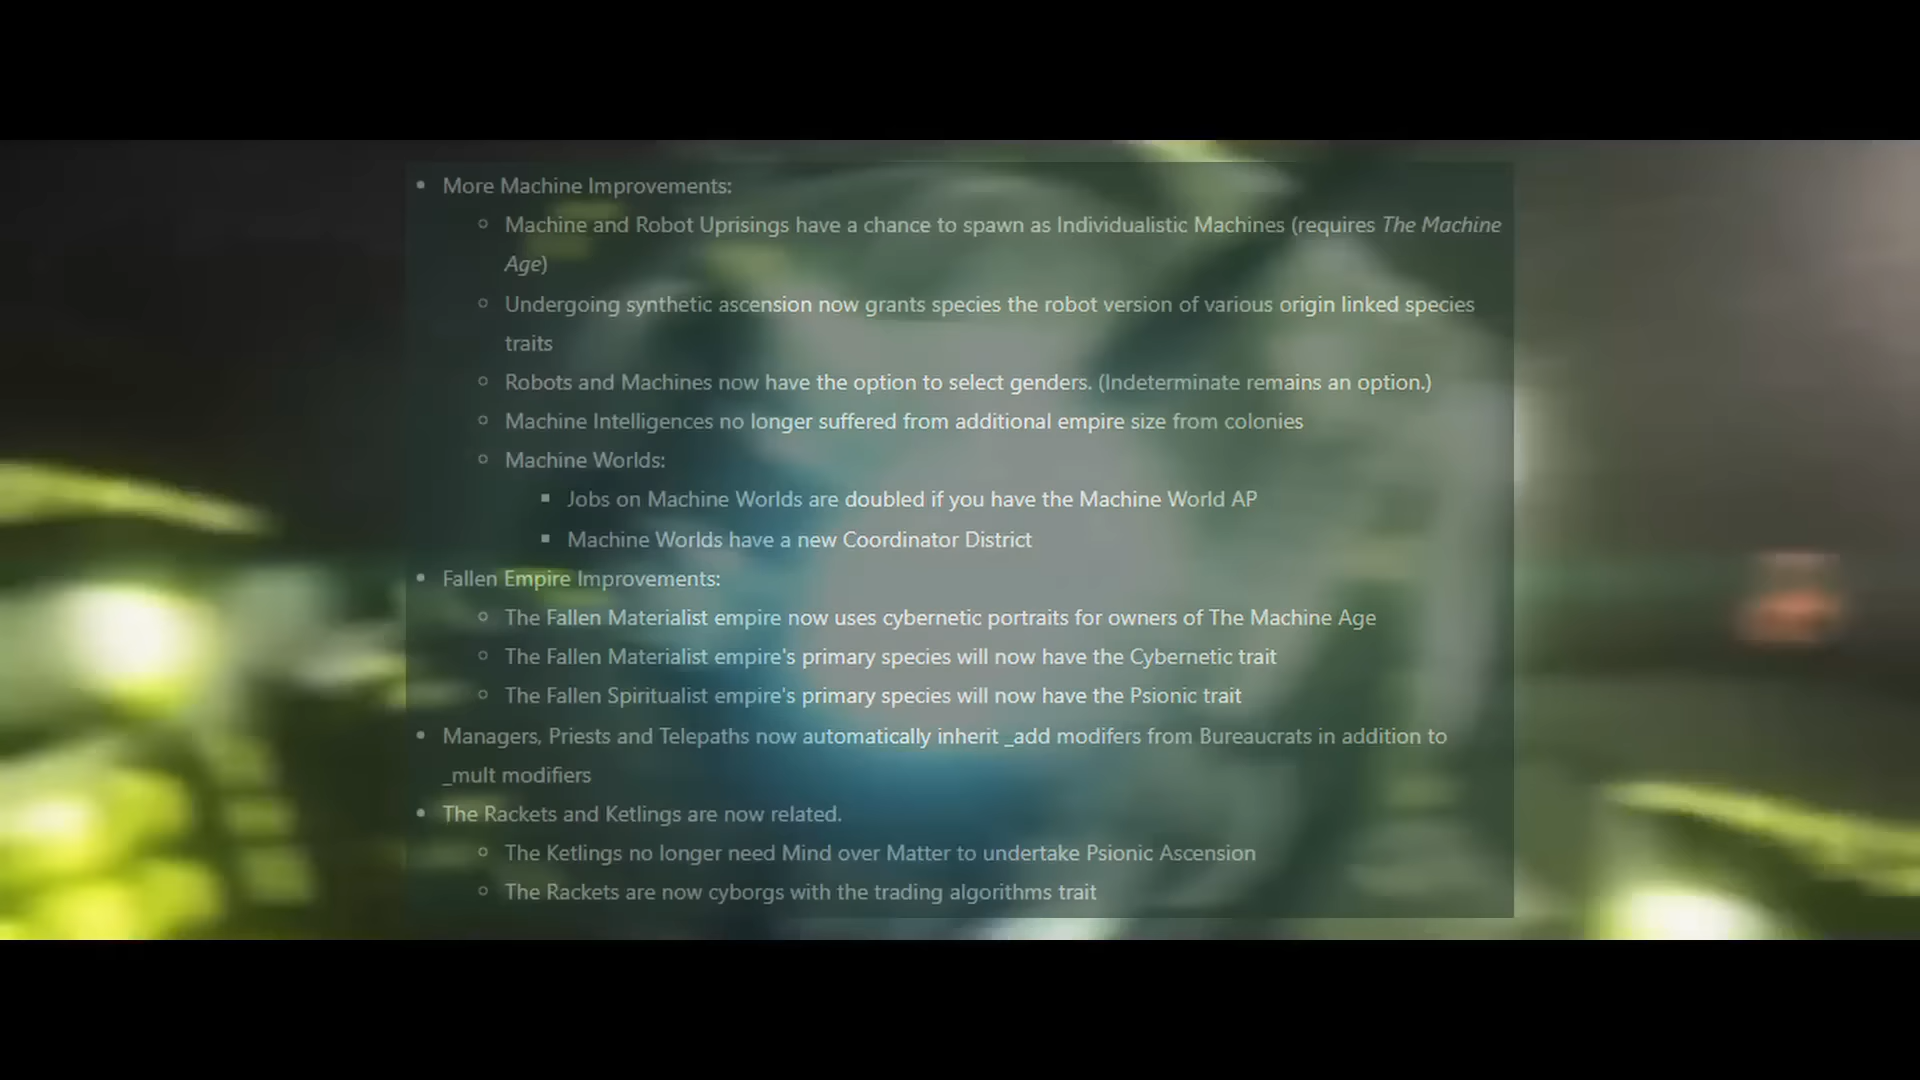 More Machine Improvements:
Machine and Robot Uprisings have a chance to spawn as Individualistic Machines (requires The Machine
Age)
Undergoing synthetic ascension now grants species the robot version of various origin linked species
traits
Robots and Machines now have the option to select genders. (Indeterminate remains an option.)
Machine Intelligences no longer suffered from additional empire size from colonies
Machine Worlds:
Jobs on Machine Worlds are doubled if you have the Machine World AP
Machine Worlds have a new Coordinator District
Fallen Empire Improvements:
The Fallen Materialist empire now uses cybernetic portraits for owners of The Machine Age
The Fallen Materialist empire's primary species will now have the Cybernetic trait
The Fallen Spiritualist empire's primary species will now have the Psionic trait
Managers, Priests and Telepaths now automatically inherit _add modifers from Bureaucrats in addition to
_mult modifiers
The Rackets and Ketlings are now related.
The Ketlings no longer need Mind over Matter to undertake Psionic Ascension
The Rackets are now cyborgs with the trading algorithms trait